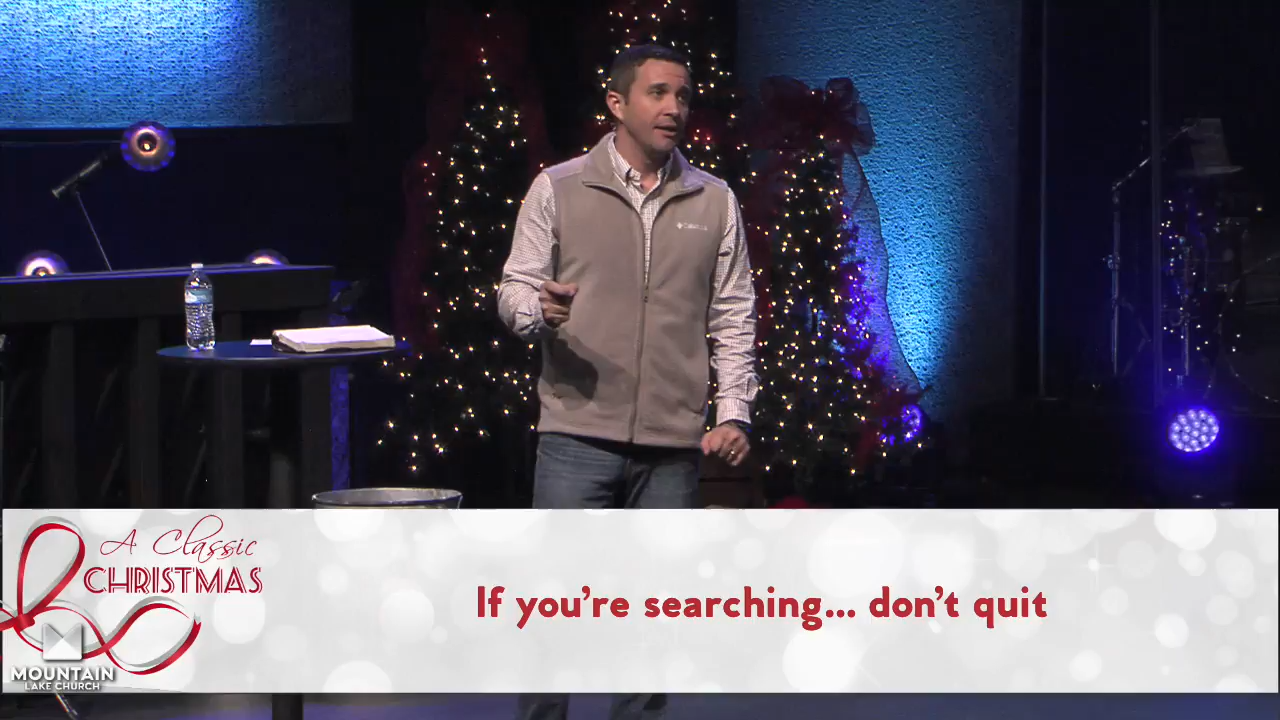 A Classic
CHRISTMAS
If you're searching... don't quit
MOUNTAIN
LAKE CHURCH